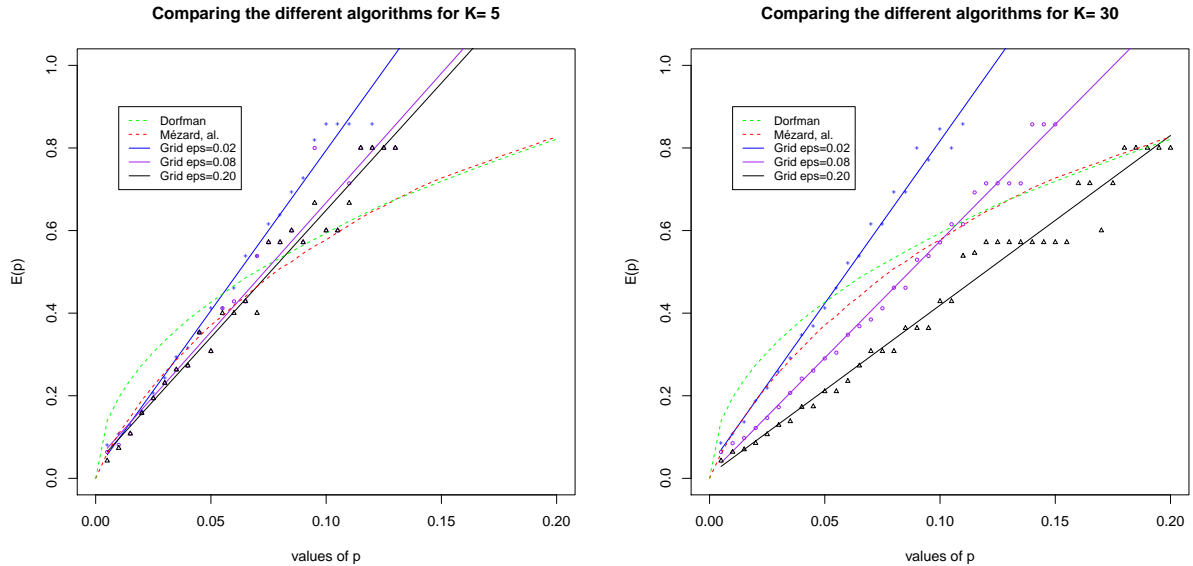 Comparing the different algorithms for K= 5
E(p)
1.0
0.8
0.6
0.4
0.2
0.0
Dorfman
Mézard, al.
Grid eps=0.02
Grid eps=0.08
Grid eps=0.20
0.00 0.05 0.10 0.15 0.20
values of p
Comparing the different algorithms for K= 30
E(p)
1.0
0.8
0.6
0.4
0.2
0.0
Dorfman
Mézard, al.
Grid eps=0.02
Grid eps=0.08
Grid eps=0.20
0.00 0.05 0.10 0.15 0.20
values of p